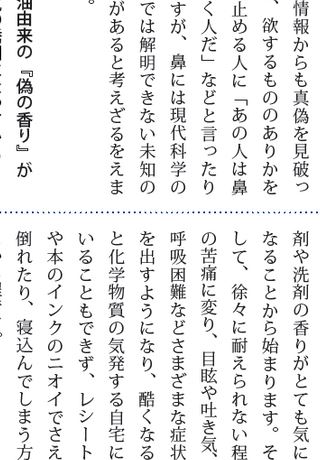 情報からも真偽を見破っ
、欲するもののありかを
止める人に「あの人は鼻
く人だ」などと言ったり
すが、鼻には現代科学の
では解明できない未知の
があると考えざるをえま
。
油由来の『偽の香り』が
剤や洗剤の香りがとても気に
なることから始まります。そ
して、徐々に耐えられない程
の苦痛に変り、目眩や吐き気、
呼吸困難などさまざまな症状
を出すようになり、酷くなる
と化学物質の気発する自宅に
いることもできず、レシート
や本のインクのニオイでさえ
倒れたり、寝込んでしまう方